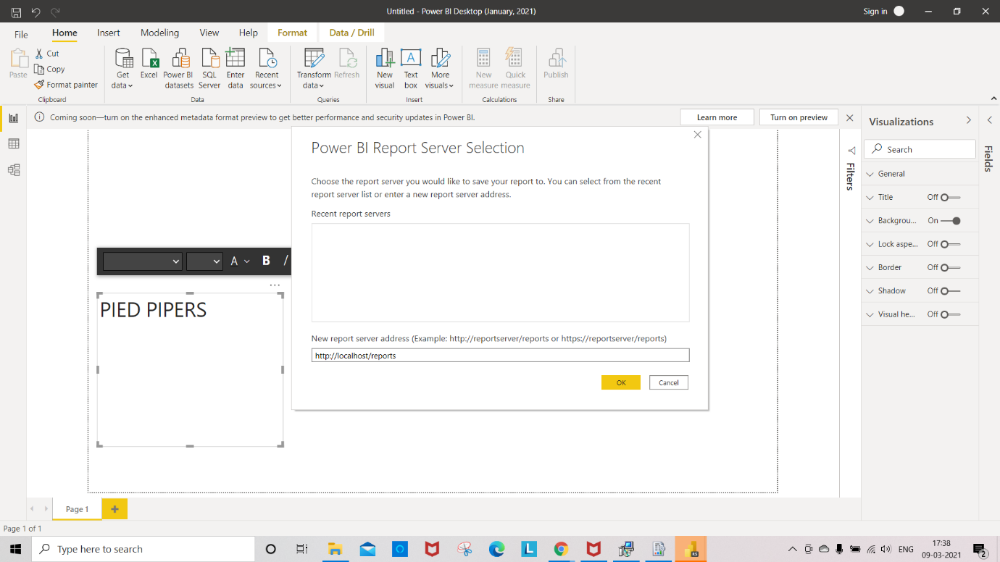 Untitled - Power BI Desktop (January, 2021)
Sign in
File
Home
Insert
Modeling
View
Help
Format
Data / Drill
Paste
Cut
Copy
Format painter
Clipboard
Get
data
Excel
Power BI
datasets
SQL
Server
Enter
data
Recent
sources
Data
Transform
data
Refresh
Queries
New
visual
Text
box
More
visuals
Insert
New
measure
Quick
measure
Calculations
Publish
Share
Coming soon—turn on the enhanced metadata format preview to get better performance and security updates in Power BI.
Learn more
Turn on preview
Power BI Report Server Selection
Choose the report server you would like to save your report to. You can select from the recent
report server list or enter a new report server address.
Recent report servers
New report server address (Example: http://reportserver/reports or https://reportserver/reports)
http://localhost/reports
OK
Cancel
A
B
I
PIED PIPERS
Filters
Visualizations
Search
General
Title Off
Backgrou... On
Lock aspe... Off
Border Off
Shadow Off
Visual he... Off
Fields
Page 1
Page 1 of 1
Type here to search
ENG
17:38
09-03-2021
2